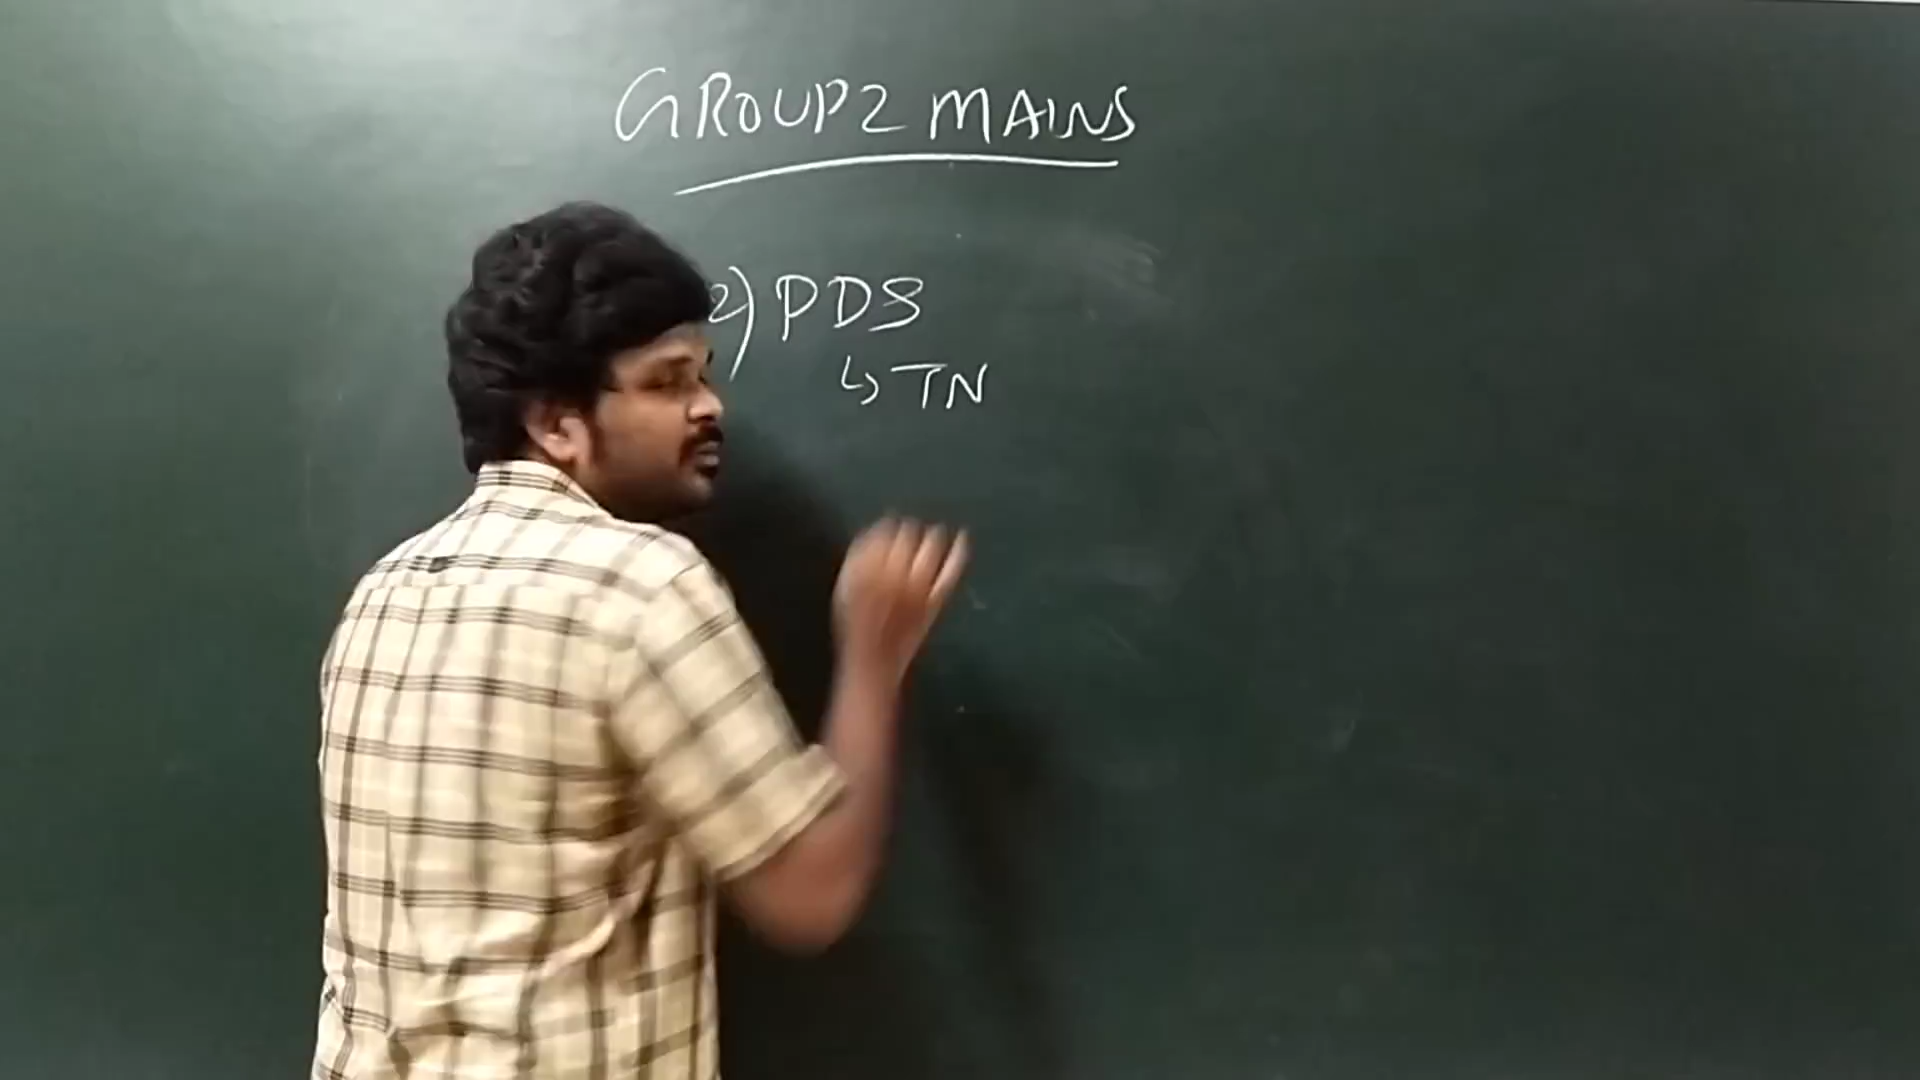 GROUP2 MAINS
2) PDS
↳ TN